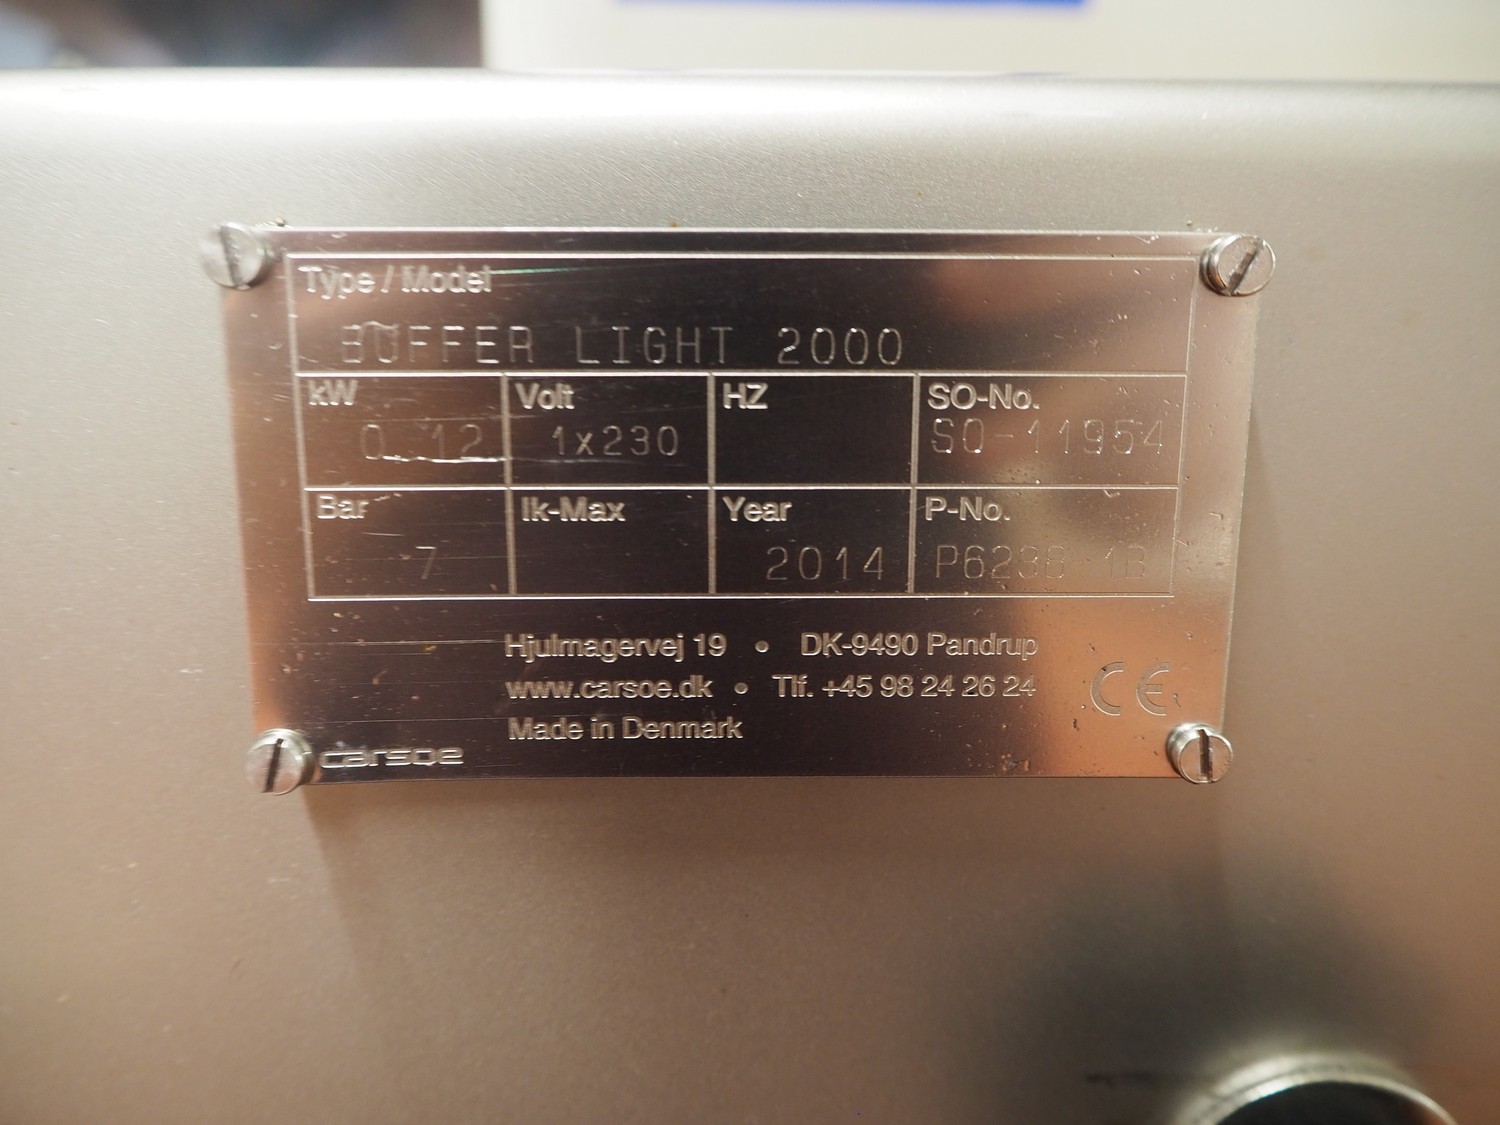 Type / Model
BUFFER LIGHT 2000
kW Volt HZ SO-No.
0.12 1x230 SO-11954
Bar Ik-Max Year P-No.
7 2014
Hjulmagervej 19 • DK-9490 Pandrup
www.carsoe.dk • Tlf. +45 98 24 26 24
CE
Made in Denmark
carsoe